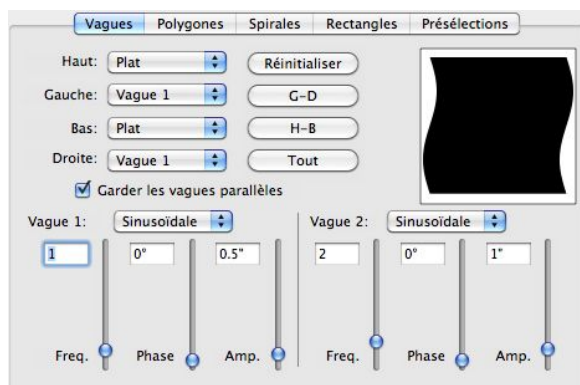 Vagues Polygones Spirales Rectangles Présélections
Haut: Plat Réinitialiser
Gauche: Vague 1 G-D
Bas: Plat H-B
Droite: Vague 1 Tout
Garder les vagues parallèles
Vague 1: Sinusoïdale Vague 2: Sinusoïdale
1 0° 0.5" 2 0° 1"
Freq. Phase Amp. Freq. Phase Amp.